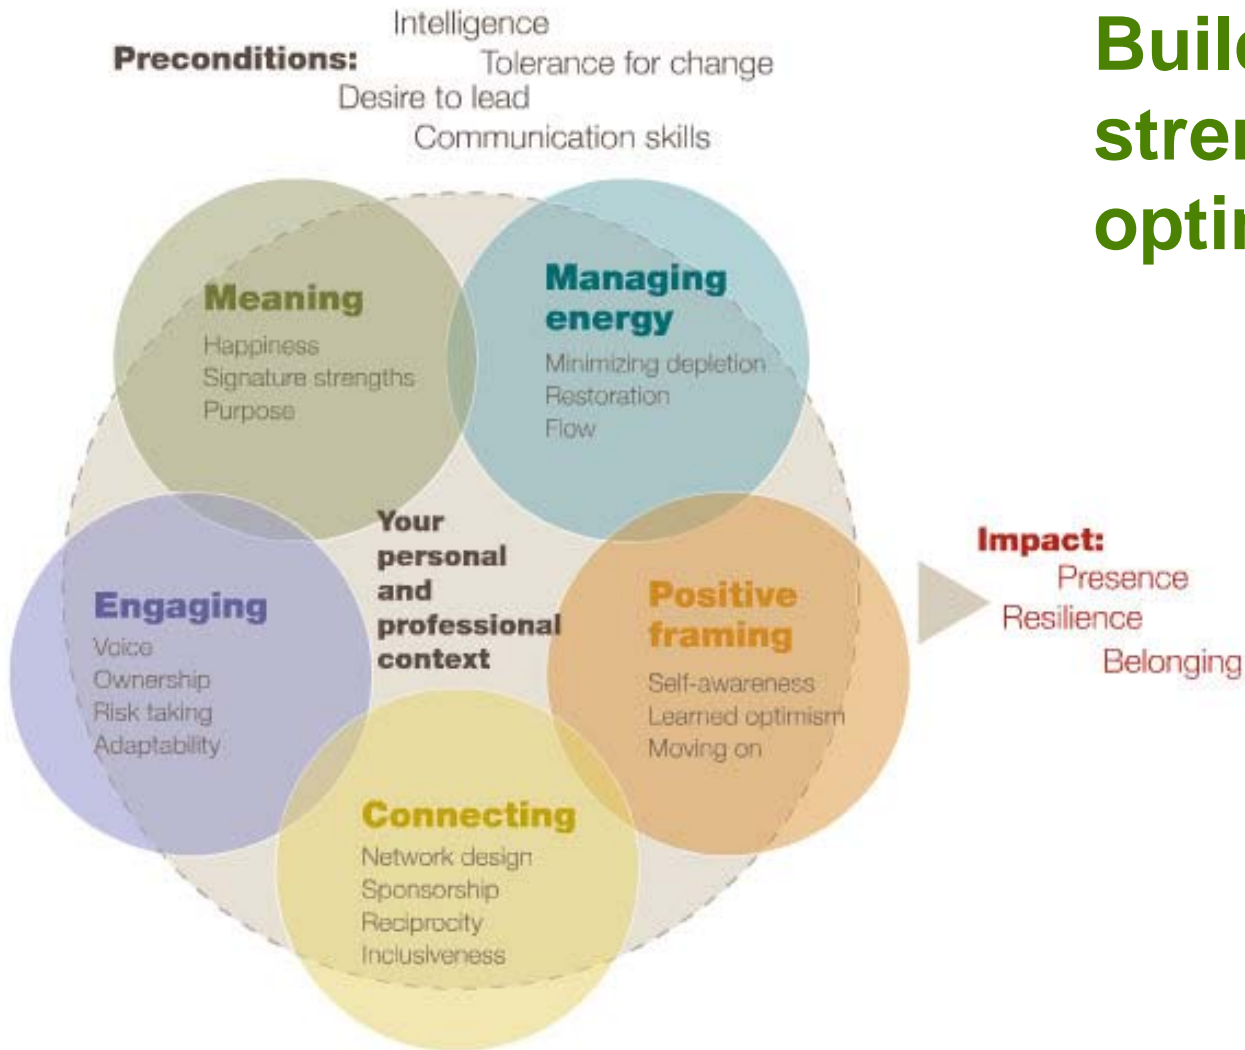 Intelligence
Preconditions:
Tolerance for change
Desire to lead
Communication skills
Meaning
Happiness
Signature strengths
Purpose
Managing
energy
Minimizing depletion
Restoration
Flow
Your
personal
and
professional
context
Engaging
Voice
Ownership
Risk taking
Adaptability
Positive
framing
Self-awareness
Learned optimism
Moving on
Connecting
Network design
Sponsorship
Reciprocity
Inclusiveness
Impact:
Presence
Resilience
Belonging